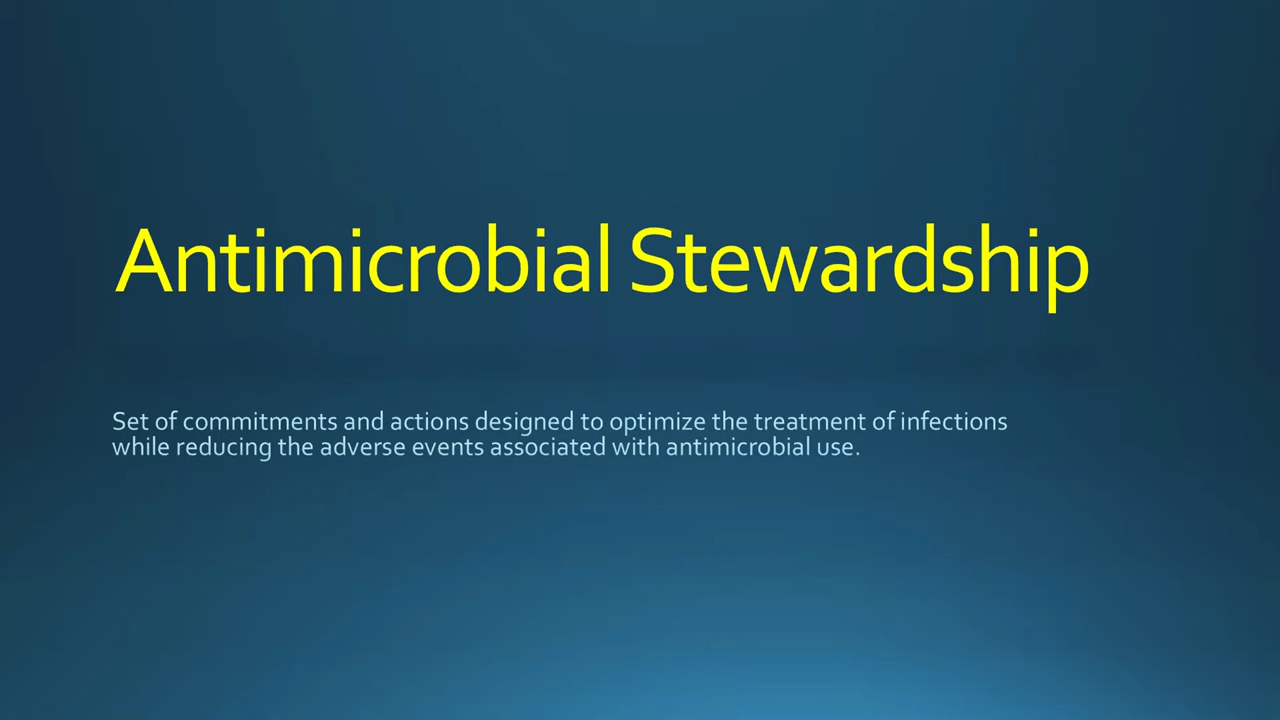 Antimicrobial Stewardship
Set of commitments and actions designed to optimize the treatment of infections
while reducing the adverse events associated with antimicrobial use.